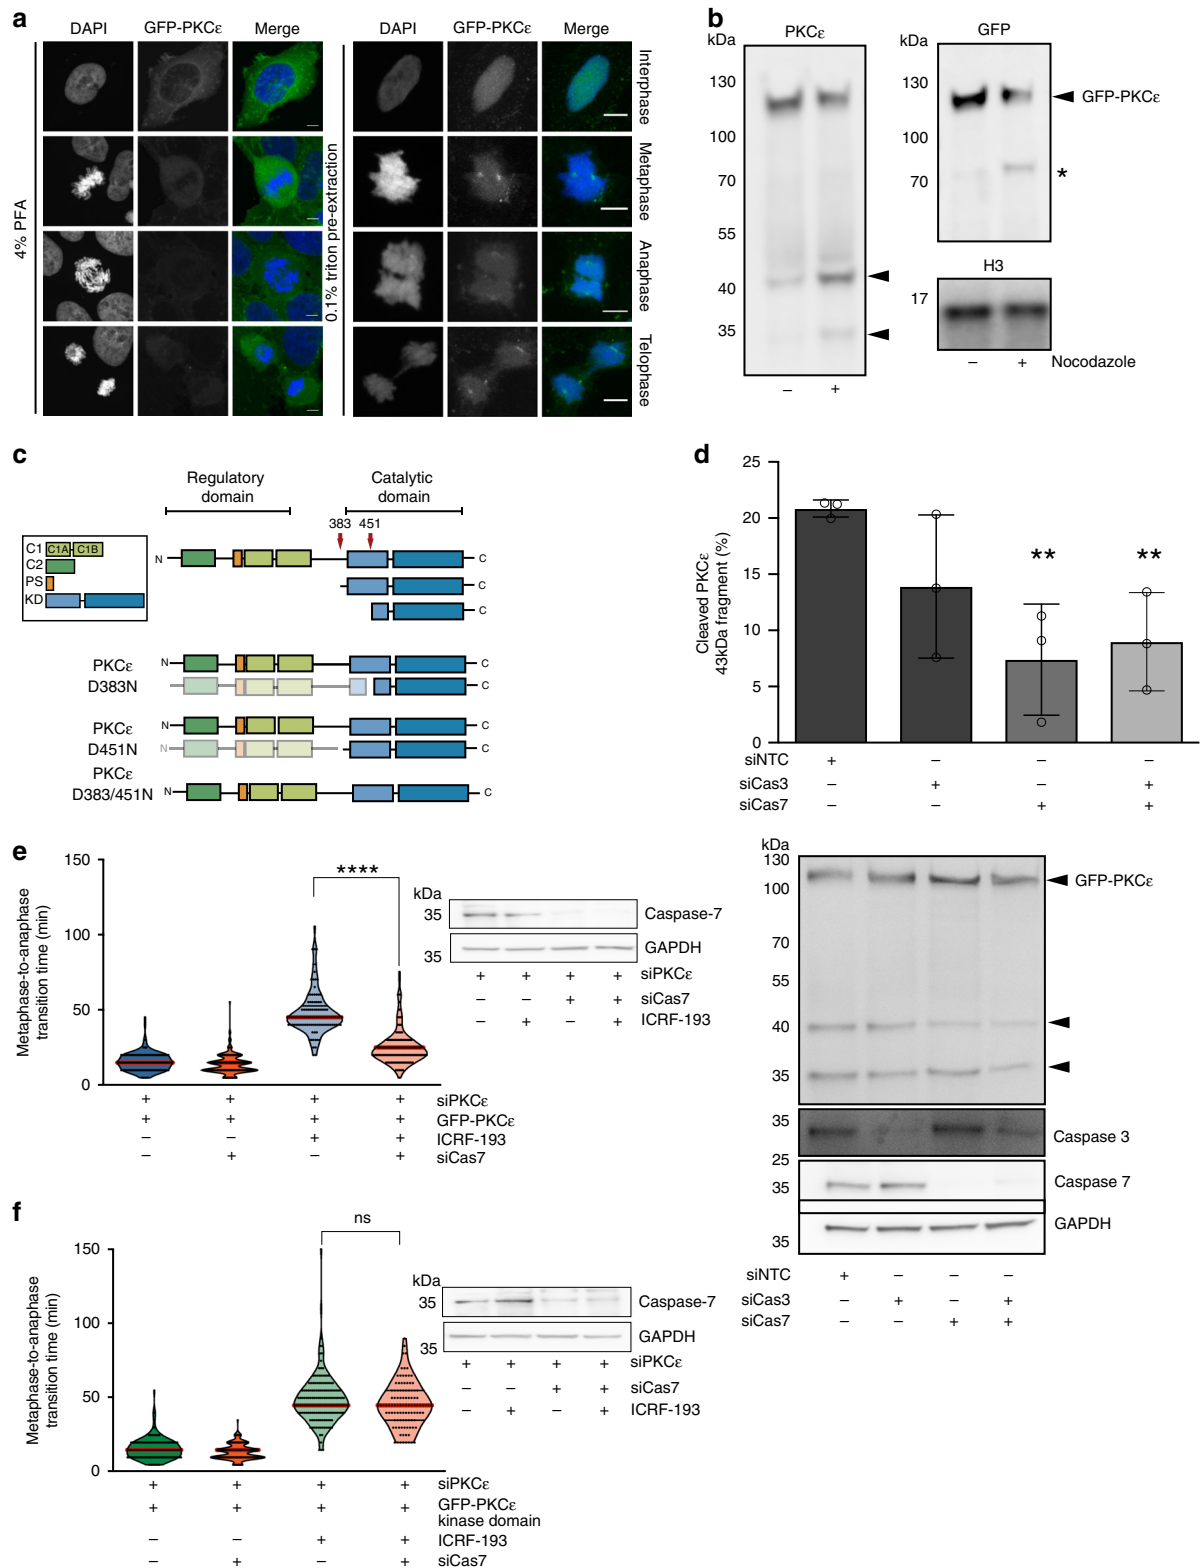 a
DAPI GFP-PKCε Merge DAPI GFP-PKCε Merge
4% PFA
0.1% triton pre-extraction
Interphase
Metaphase
Anaphase
Telophase
b
kDa PKCε
130
100
70
55
40
35
– +
kDa GFP
130
100
70
GFP-PKCε
*
H3
17
– + Nocodazole
c
Regulatory domain
Catalytic domain
383 451
C1 C1A C1B
C2
PS
KD
N C
C
C
PKCε N C
D383N C
PKCε N C
D451N N C
PKCε
D383/451N N C
d
Cleaved PKCε
43kDa fragment (%)
25
20
15
10
5
0
** **
siNTC + – – –
siCas3 – + – +
siCas7 – – + +
kDa
130
100
70
55
40
35
GFP-PKCε
35
25
Caspase 3
35
Caspase 7
35
GAPDH
siNTC + – – –
siCas3 – + – +
siCas7 – – + +
e
Metaphase-to-anaphase
transition time (min)
150
100
50
0
****
+ + + + siPKCε
+ + + + GFP-PKCε
– – + + ICRF-193
– + – + siCas7
kDa
35 Caspase-7
35 GAPDH
+ + + + siPKCε
– – + + siCas7
– + – + ICRF-193
f
Metaphase-to-anaphase
transition time (min)
150
100
50
0
ns
+ + + + siPKCε
+ + + + GFP-PKCε
kinase domain
– – + + ICRF-193
– + – + siCas7
kDa
35 Caspase-7
35 GAPDH
+ + + + siPKCε
– – + + siCas7
– + – + ICRF-193